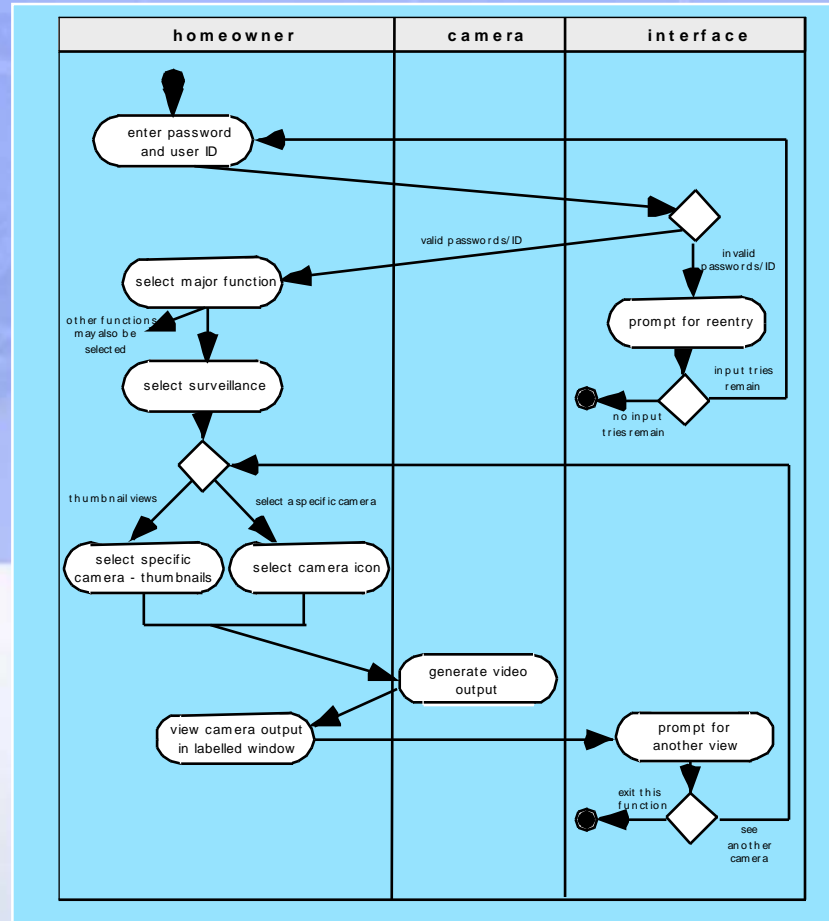 homeowner
camera
interface
enter password
and user ID
valid passwords/ID
invalid
passwords/ID
select major function
other functions
may also be
selected
prompt for reentry
input tries
remain
no input
tries remain
select surveillance
thumbnail views
select a specific camera
select specific
camera - thumbnails
select camera icon
generate video
output
view camera output
in labelled window
prompt for
another view
exit this
function
see
another
camera